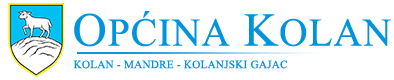 OPĆINA KOLAN
KOLAN - MANDRE - KOLANJSKI GAJAC